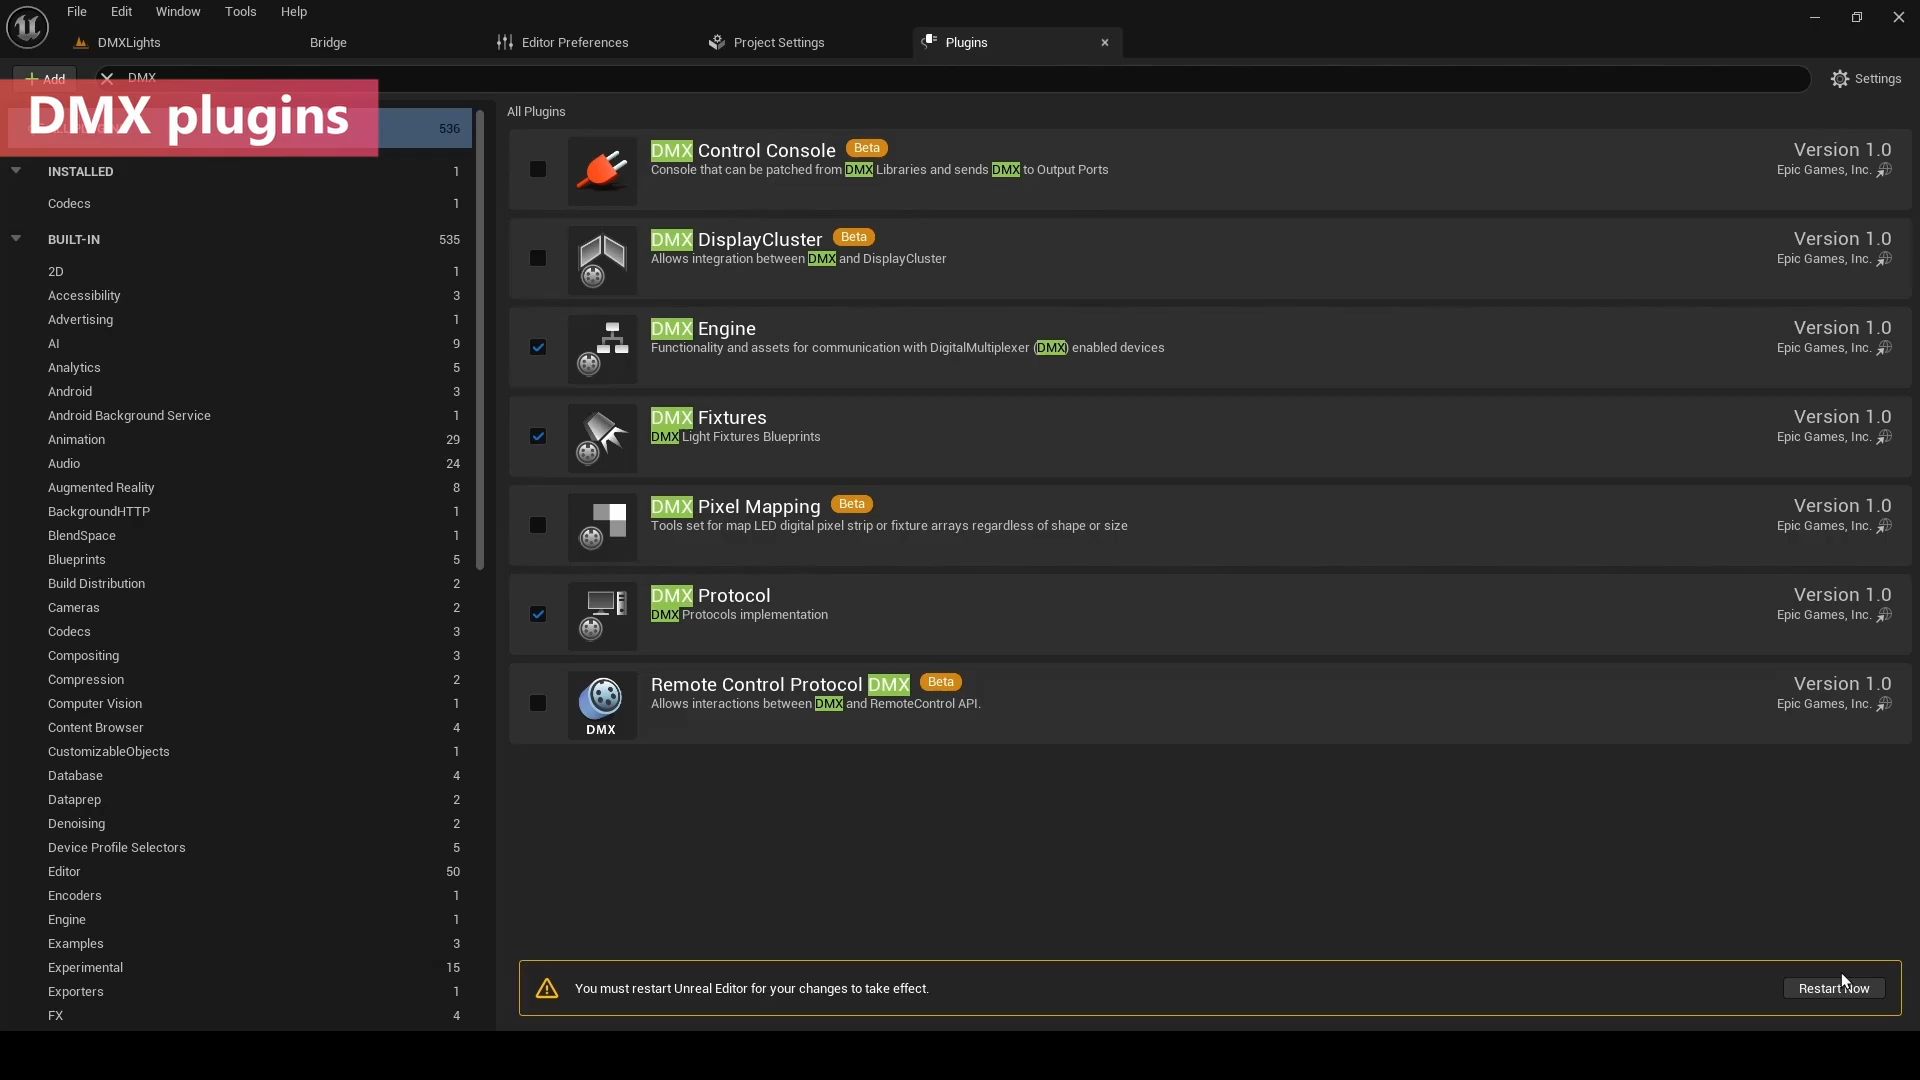 File Edit Window Tools Help
DMXLights Bridge Editor Preferences Project Settings Plugins
Add DMX Settings
DMX plugins
536
INSTALLED 1
Codecs 1
BUILT-IN 535
2D 1
Accessibility 3
Advertising 1
AI 9
Analytics 5
Android 3
Android Background Service 1
Animation 29
Audio 24
Augmented Reality 8
BackgroundHTTP 1
BlendSpace 1
Blueprints 5
Build Distribution 2
Cameras 2
Codecs 3
Compositing 3
Compression 2
Computer Vision 1
Content Browser 4
CustomizableObjects 1
Database 4
Dataprep 2
Denoising 2
Device Profile Selectors 5
Editor 50
Encoders 1
Engine 1
Examples 3
Experimental 15
Exporters 1
FX 4
All Plugins
DMX Control Console Beta Version 1.0
Console that can be patched from DMX Libraries and sends DMX to Output Ports Epic Games, Inc.
DMX DisplayCluster Beta Version 1.0
Allows integration between DMX and DisplayCluster Epic Games, Inc.
DMX Engine Version 1.0
Functionality and assets for communication with DigitalMultiplexer (DMX) enabled devices Epic Games, Inc.
DMX Fixtures Version 1.0
DMX Light Fixtures Blueprints Epic Games, Inc.
DMX Pixel Mapping Beta Version 1.0
Tools set for map LED digital pixel strip or fixture arrays regardless of shape or size Epic Games, Inc.
DMX Protocol Version 1.0
DMX Protocols implementation Epic Games, Inc.
Remote Control Protocol DMX Beta Version 1.0
Allows interactions between DMX and RemoteControl API. Epic Games, Inc.
DMX
You must restart Unreal Editor for your changes to take effect. Restart Now